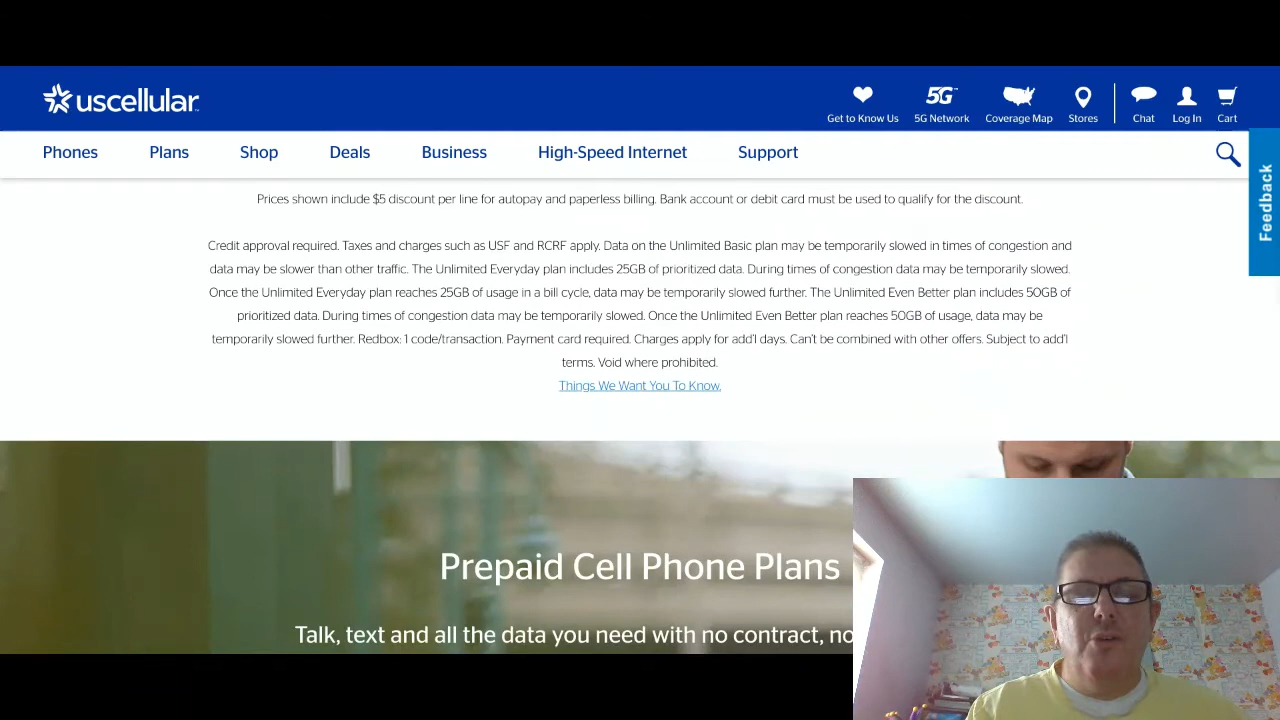 uscellular
Get to Know Us
5G
5G Network
Coverage Map
Stores
Chat
Log In
Cart
Phones
Plans
Shop
Deals
Business
High-Speed Internet
Support
Feedback
Prices shown include $5 discount per line for autopay and paperless billing. Bank account or debit card must be used to qualify for the discount.
Credit approval required. Taxes and charges such as USF and RCRF apply. Data on the Unlimited Basic plan may be temporarily slowed in times of congestion and
data may be slower than other traffic. The Unlimited Everyday plan includes 25GB of prioritized data. During times of congestion data may be temporarily slowed.
Once the Unlimited Everyday plan reaches 25GB of usage in a bill cycle, data may be temporarily slowed further. The Unlimited Even Better plan includes 50GB of
prioritized data. During times of congestion data may be temporarily slowed. Once the Unlimited Even Better plan reaches 50GB of usage, data may be
temporarily slowed further. Redbox: 1 code/transaction. Payment card required. Charges apply for add'l days. Can't be combined with other offers. Subject to add'l
terms. Void where prohibited.
Things We Want You To Know.
Prepaid Cell Phone Plans
Talk, text and all the data you need with no contract, no